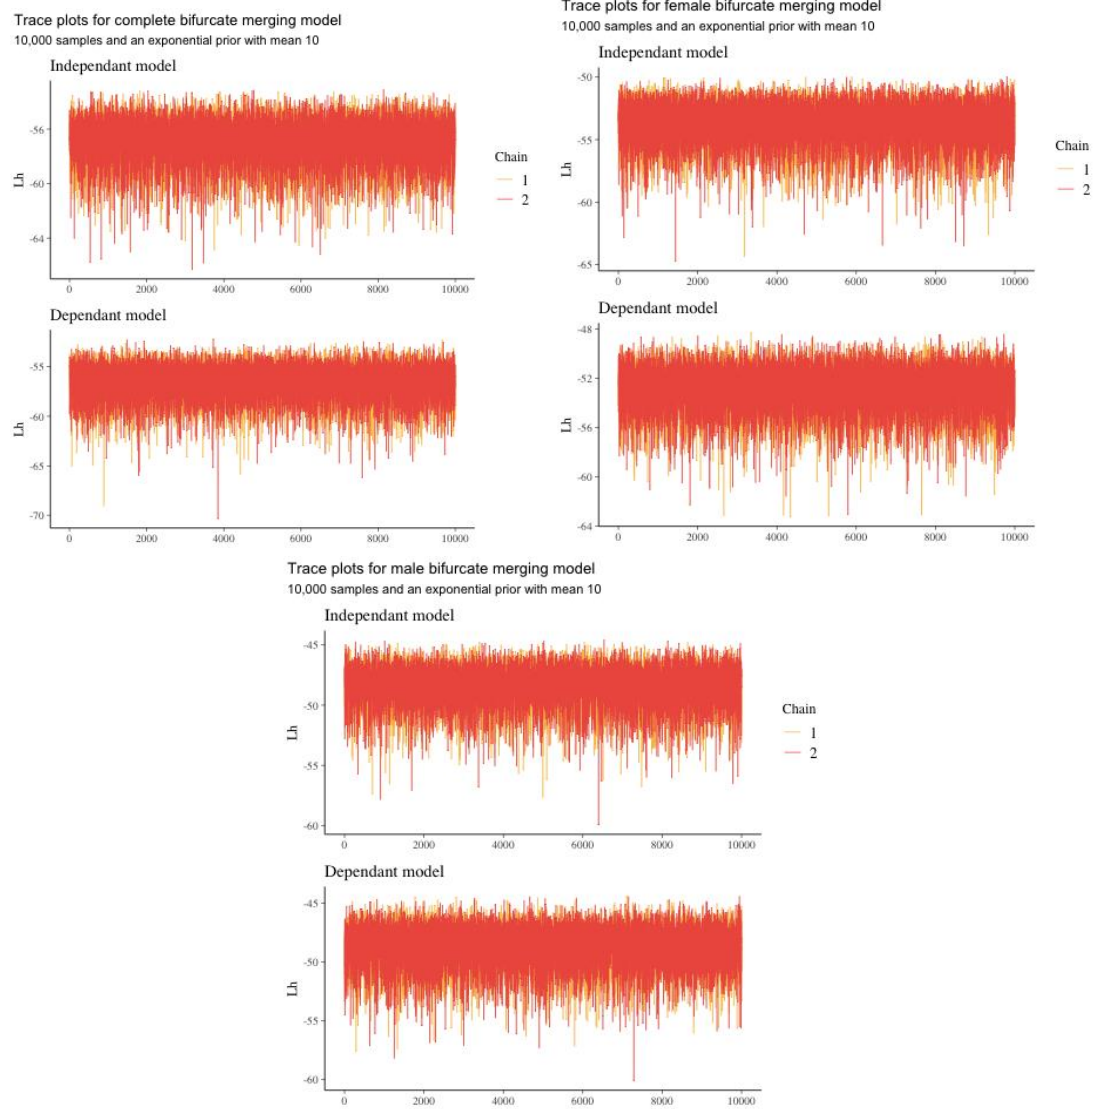 Trace plots for complete bifurcate merging model
10,000 samples and an exponential prior with mean 10
Independant model
-56
-60
-64
Lh
0 2000 4000 6000 8000 10000
Chain
1
2
Dependant model
-55
-60
-65
-70
Lh
0 2000 4000 6000 8000 10000
Trace plots for female bifurcate merging model
10,000 samples and an exponential prior with mean 10
Independant model
-50
-55
-60
-65
Lh
0 2000 4000 6000 8000 10000
Chain
1
2
Dependant model
-48
-52
-56
-60
-64
Lh
0 2000 4000 6000 8000 10000
Trace plots for male bifurcate merging model
10,000 samples and an exponential prior with mean 10
Independant model
-45
-50
-55
-60
Lh
0 2000 4000 6000 8000 10000
Chain
1
2
Dependant model
-45
-50
-55
-60
Lh
0 2000 4000 6000 8000 10000